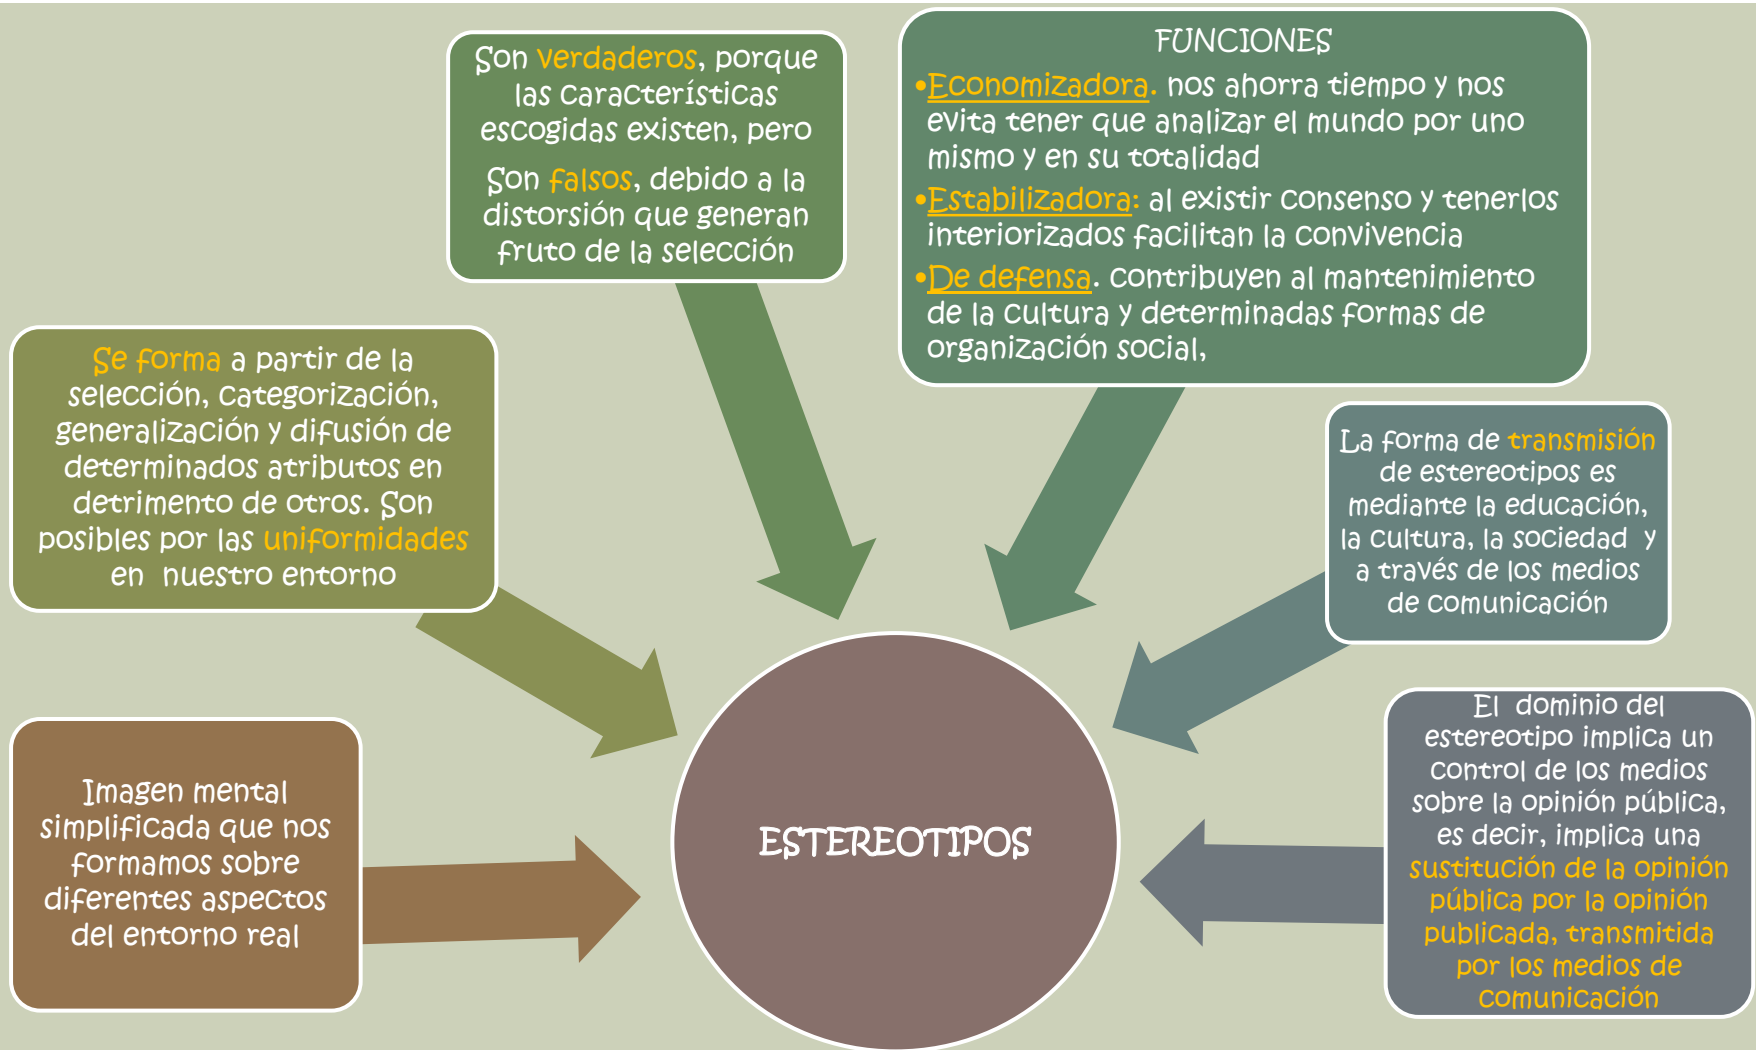 Son verdaderos, porque
las características
escogidas existen, pero
Son falsos, debido a la
distorsión que generan
fruto de la selección
FUNCIONES
•Economizadora. nos ahorra tiempo y nos
evita tener que analizar el mundo por uno
mismo y en su totalidad
•Estabilizadora: al existir consenso y tenerlos
interiorizados facilitan la convivencia
•De defensa. contribuyen al mantenimiento
de la cultura y determinadas formas de
organización social,
Se forma a partir de la
selección, categorización,
generalización y difusión de
determinados atributos en
detrimento de otros. Son
posibles por las uniformidades
en nuestro entorno
La forma de transmisión
de estereotipos es
mediante la educación,
la cultura, la sociedad y
a través de los medios
de comunicación
Imagen mental
simplificada que nos
formamos sobre
diferentes aspectos
del entorno real
ESTEREOTIPOS
El dominio del
estereotipo implica un
control de los medios
sobre la opinión pública,
es decir, implica una
sustitución de la opinión
pública por la opinión
publicada, transmitida
por los medios de
comunicación